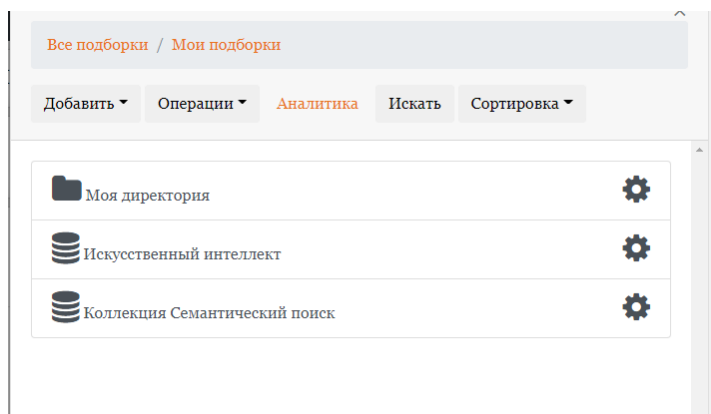 Все подборки / Мои подборки
Добавить Операции Аналитика Искать Сортировка
Моя директория
Искусственный интеллект
Коллекция Семантический поиск